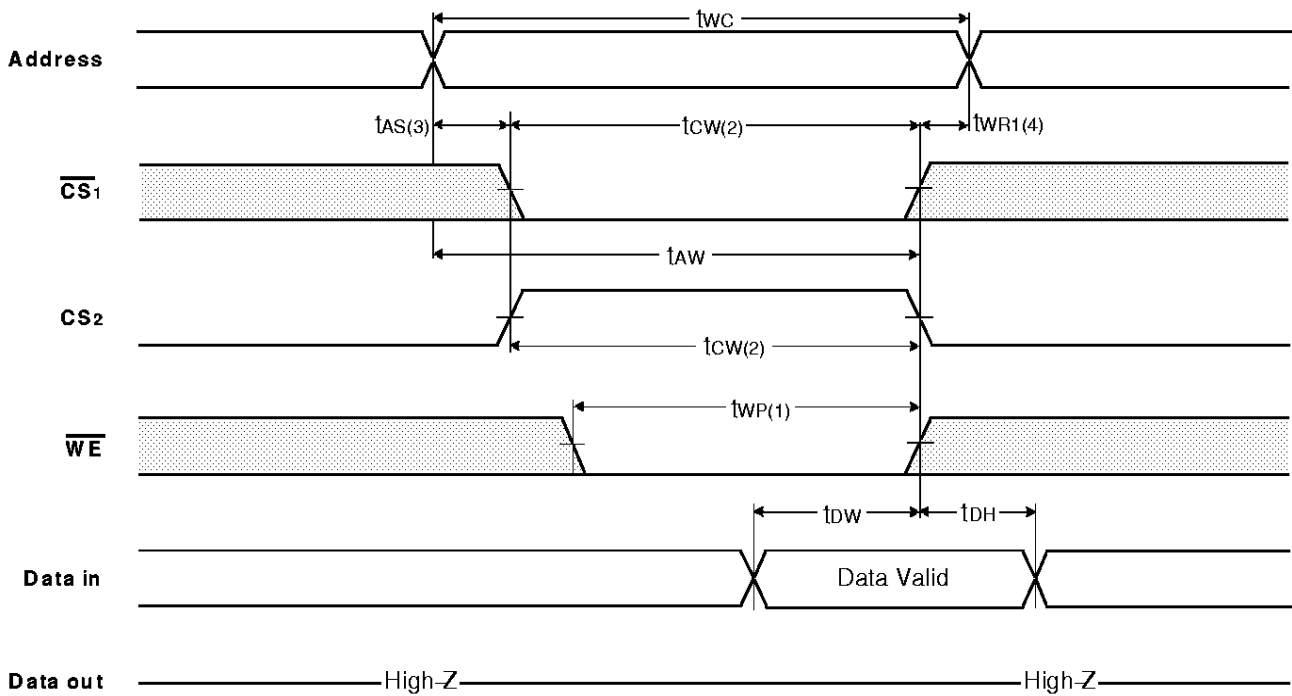 tWC
Address
tAS(3) tCW(2) tWR1(4)
CS1
tAW
CS2
tCW(2)
tWP(1)
WE
tDW tDH
Data in Data Valid
Data out High-Z High-Z